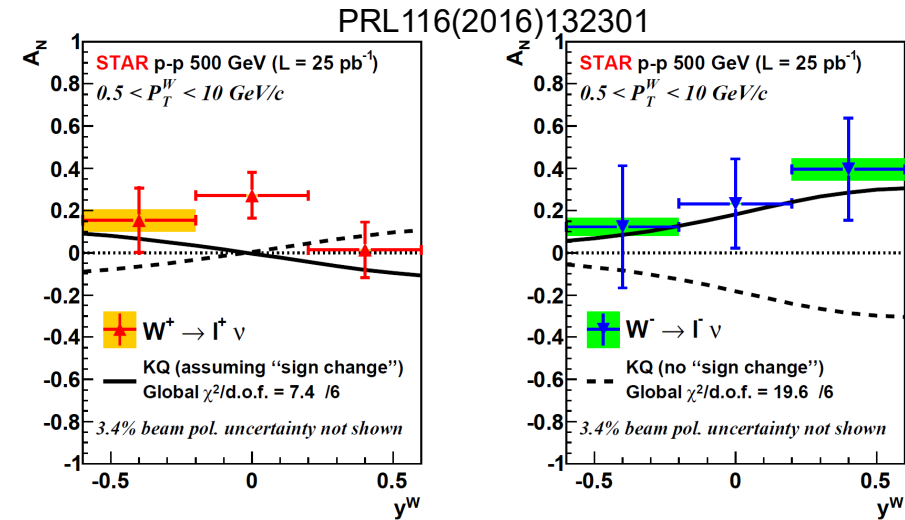 PRL116(2016)132301
A_N
1
0.8
0.6
0.4
0.2
0
-0.2
-0.4
-0.6
-0.8
-1
STAR p-p 500 GeV (L = 25 pb⁻¹)
0.5 < P_T^W < 10 GeV/c
W⁺ → l⁺ ν
KQ (assuming “sign change”)
Global χ²/d.o.f. = 7.4 /6
3.4% beam pol. uncertainty not shown
-0.5 0 0.5
y^W
A_N
1
0.8
0.6
0.4
0.2
0
-0.2
-0.4
-0.6
-0.8
-1
STAR p-p 500 GeV (L = 25 pb⁻¹)
0.5 < P_T^W < 10 GeV/c
W⁻ → l⁻ ν
KQ (no “sign change”)
Global χ²/d.o.f. = 19.6 /6
3.4% beam pol. uncertainty not shown
-0.5 0 0.5
y^W